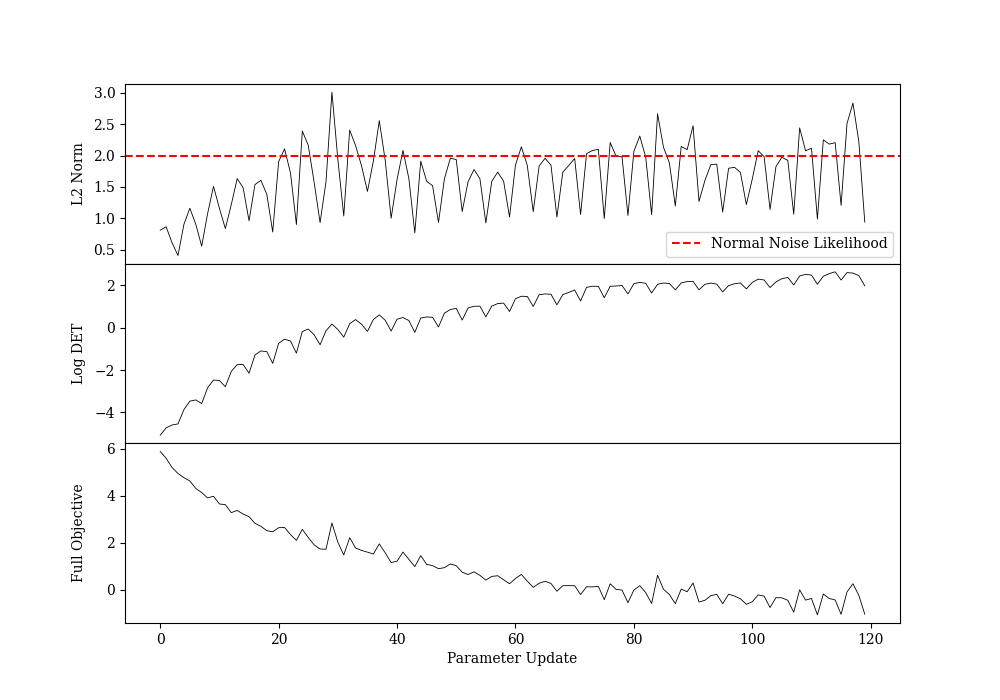 3.0
2.5
2.0
1.5
1.0
0.5
L2 Norm
Normal Noise Likelihood
2
0
−2
−4
Log DET
6
4
2
0
Full Objective
0 20 40 60 80 100 120
Parameter Update